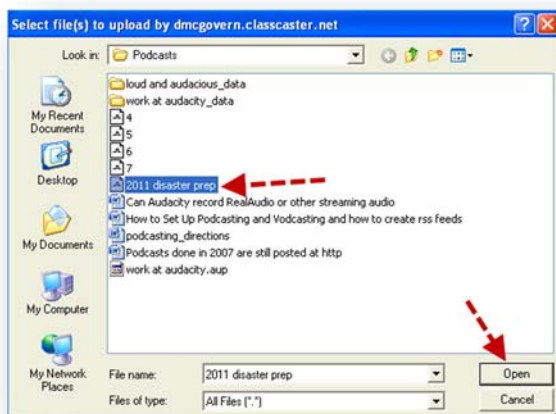 Select file(s) to upload by dmcgovern.classcaster.net
Look in: Podcasts
My Recent Documents
Desktop
My Documents
My Computer
My Network Places
loud and audacious_data
work at audacity_data
4
5
6
7
2011 disaster prep
Can Audacity record RealAudio or other streaming audio
How to Set Up Podcasting and Vodcasting and how to create rss feeds
podcasting_directions
Podcasts done in 2007 are still posted at http
work at audacity.aup
File name: 2011 disaster prep Open
Files of type: All Files (*.*) Cancel